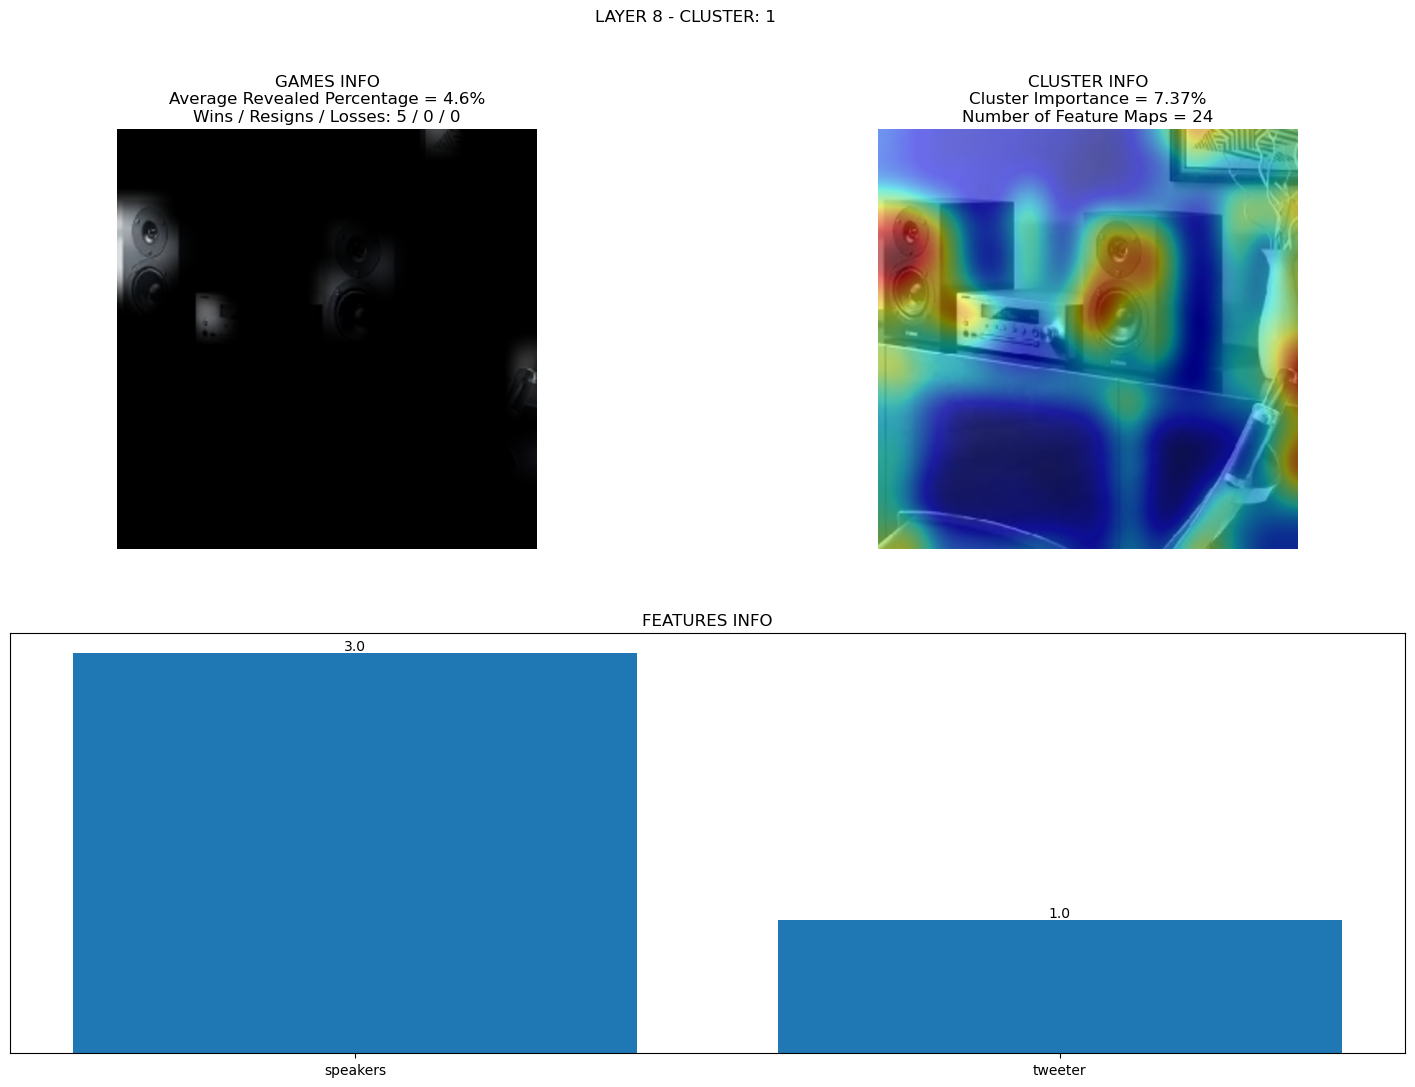 LAYER 8 - CLUSTER: 1
GAMES INFO
Average Revealed Percentage = 4.6%
Wins / Resigns / Losses: 5 / 0 / 0
CLUSTER INFO
Cluster Importance = 7.37%
Number of Feature Maps = 24
FEATURES INFO
3.0
1.0
speakers
tweeter